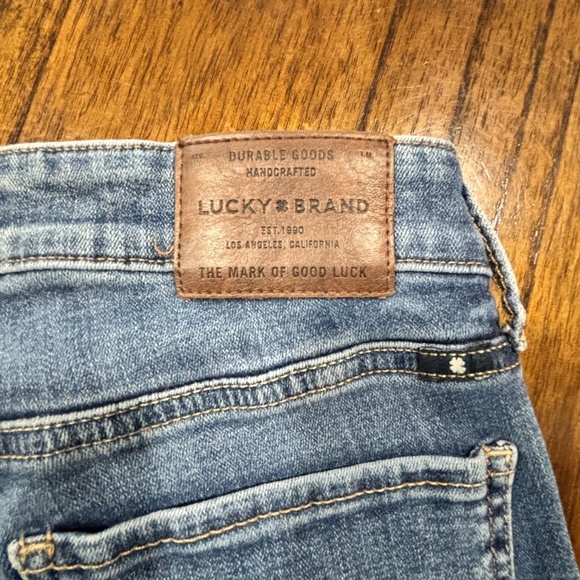 DURABLE GOODS
HANDCRAFTED
LUCKY BRAND
EST.1990
LOS ANGELES, CALIFORNIA
THE MARK OF GOOD LUCK